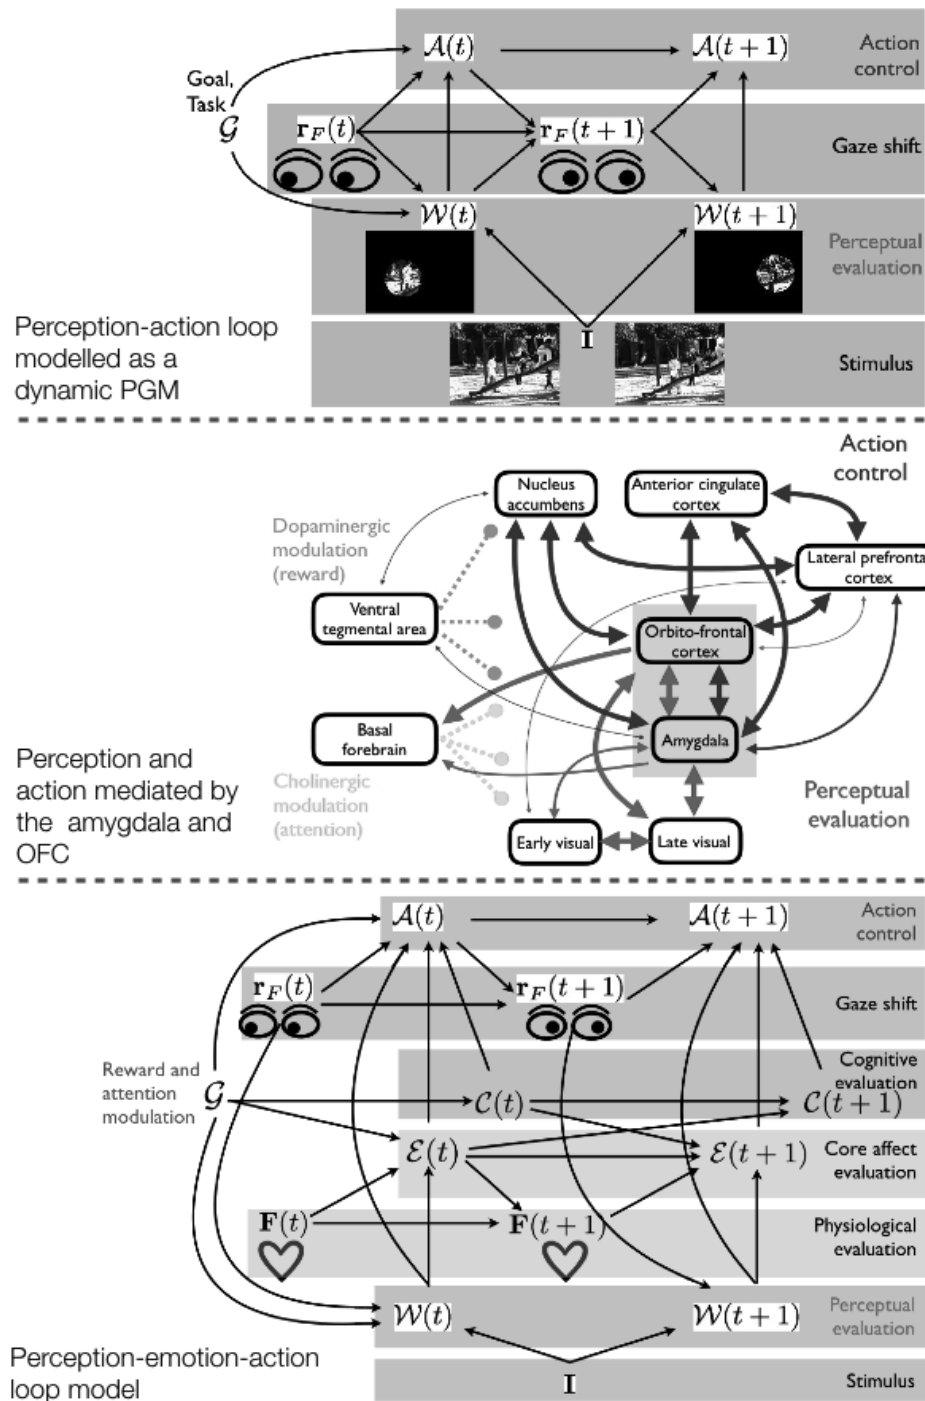 𝒜(t)
𝒜(t + 1)
Action
control
Goal,
Task
𝒢
r_F(t)
r_F(t + 1)
Gaze shift
𝒲(t)
𝒲(t + 1)
Perceptual
evaluation
Perception-action loop
modelled as a
dynamic PGM
I
Stimulus
Action
control
Nucleus
accumbens
Anterior cingulate
cortex
Dopaminergic
modulation
(reward)
Lateral prefronta
cortex
Ventral
tegmental area
Orbito-frontal
cortex
Basal
forebrain
Amygdala
Perception and
action mediated by
the amygdala and
OFC
Cholinergic
modulation
(attention)
Perceptual
evaluation
Early visual
Late visual
𝒜(t)
𝒜(t + 1)
Action
control
r_F(t)
r_F(t + 1)
Gaze shift
Reward and
attention
modulation
𝒢
Cognitive
evaluation
𝒞(t)
𝒞(t + 1)
ℰ(t)
ℰ(t + 1)
Core affect
evaluation
F(t)
F(t + 1)
Physiological
evaluation
𝒲(t)
𝒲(t + 1)
Perceptual
evaluation
Perception-emotion-action
loop model
I
Stimulus